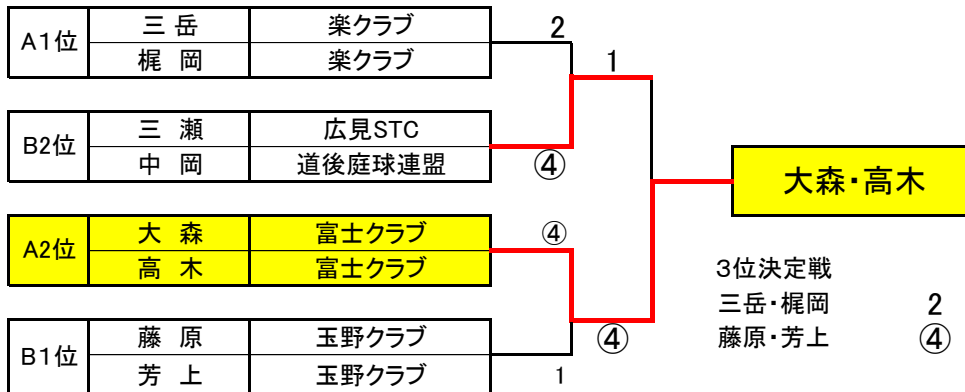 A1位 三 岳 楽クラブ 2
梶 岡 楽クラブ 1
B2位 三 瀬 広見STC
中 岡 道後庭球連盟 ④
大森・高木
A2位 大 森 富士クラブ ④
高 木 富士クラブ
3位決定戦
三岳・梶岡 2
B1位 藤 原 玉野クラブ ④
藤原・芳上 ④
芳 上 玉野クラブ 1